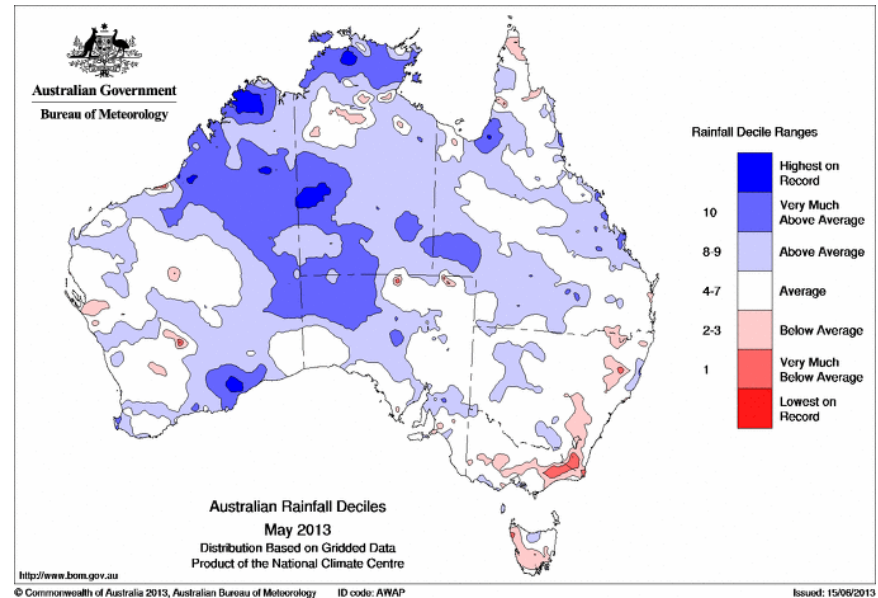 Australian Government
Bureau of Meteorology
Rainfall Decile Ranges
Highest on
Record
10
Very Much
Above Average
8-9
Above Average
4-7
Average
2-3
Below Average
1
Very Much
Below Average
Lowest on
Record
Australian Rainfall Deciles
May 2013
Distribution Based on Gridded Data
Product of the National Climate Centre
http://www.bom.gov.au
© Commonwealth of Australia 2013, Australian Bureau of Meteorology
ID code: AWAP
Issued: 15/06/2013